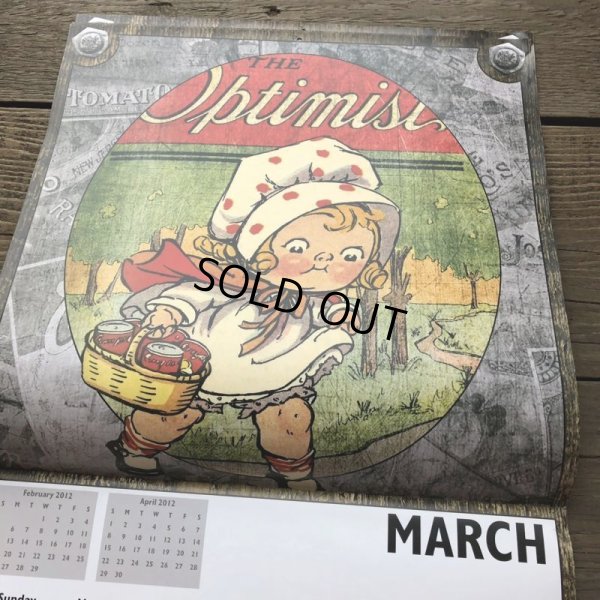 THE
Optimist
TOMATO
SOLD OUT
MARCH
February 2012
S M T W T F S
1 2 3 4
5 6 7 8 9 10 11
12 13 14 15 16 17 18
19 20 21 22 23 24 25
26 27 28 29
April 2012
S M T W T F S
1 2 3 4 5 6 7
8 9 10 11 12 13 14
15 16 17 18 19 20 21
22 23 24 25 26 27 28
29 30
Sunday